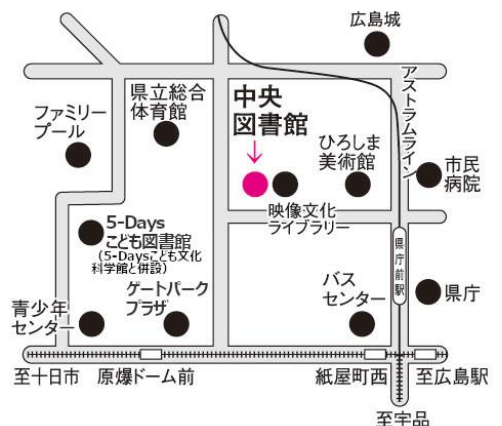 広島城
県立総合
体育館
中央
図書館
アストラムライン
ファミリー
プール
ひろしま
美術館
市民
病院
映像文化
ライブラリー
5-Days
こども図書館
(5-Daysこども文化
科学館と併設)
県庁前駅
ゲートパーク
プラザ
バス
センター
県庁
青少年
センター
至十日市
原爆ドーム前
紙屋町西
至広島駅
至宇品